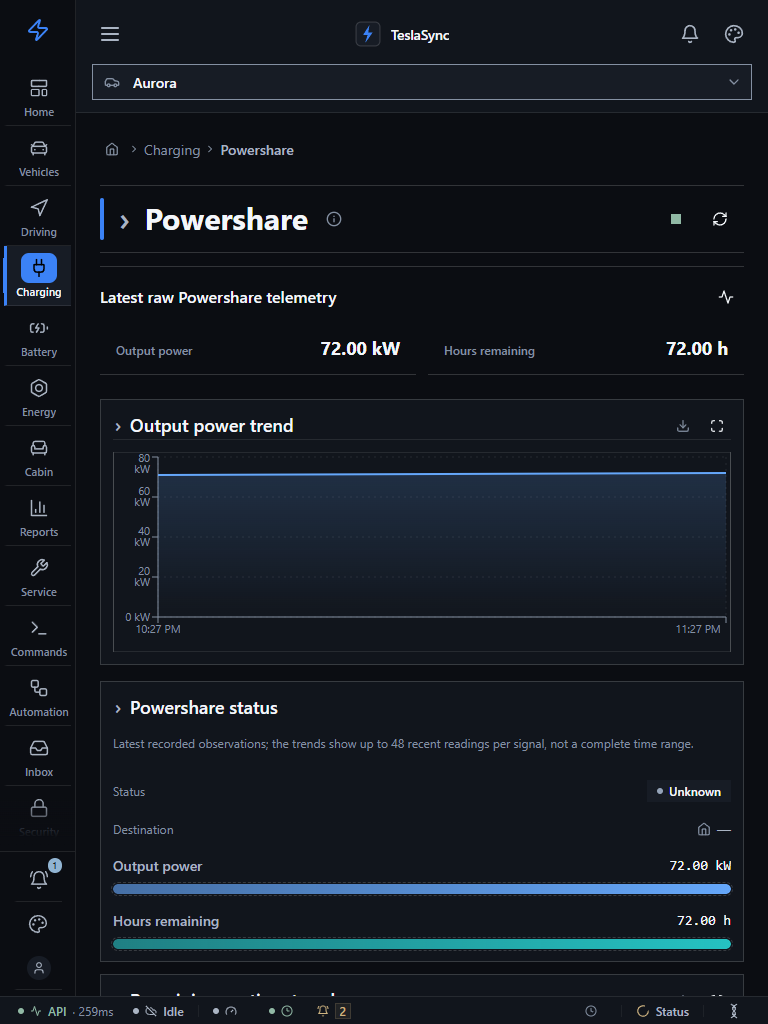 TeslaSync
Aurora
Home
Vehicles
Driving
Charging
Battery
Energy
Cabin
Reports
Service
Commands
Automation
Inbox
Security
1
Charging
Powershare
Powershare
Latest raw Powershare telemetry
Output power
72.00 kW
Hours remaining
72.00 h
Output power trend
80 kW
60 kW
40 kW
20 kW
0 kW
10:27 PM
11:27 PM
Powershare status
Latest recorded observations; the trends show up to 48 recent readings per signal, not a complete time range.
Status
Unknown
Destination
—
Output power
72.00 kW
Hours remaining
72.00 h
API · 259ms
Idle
2
Status